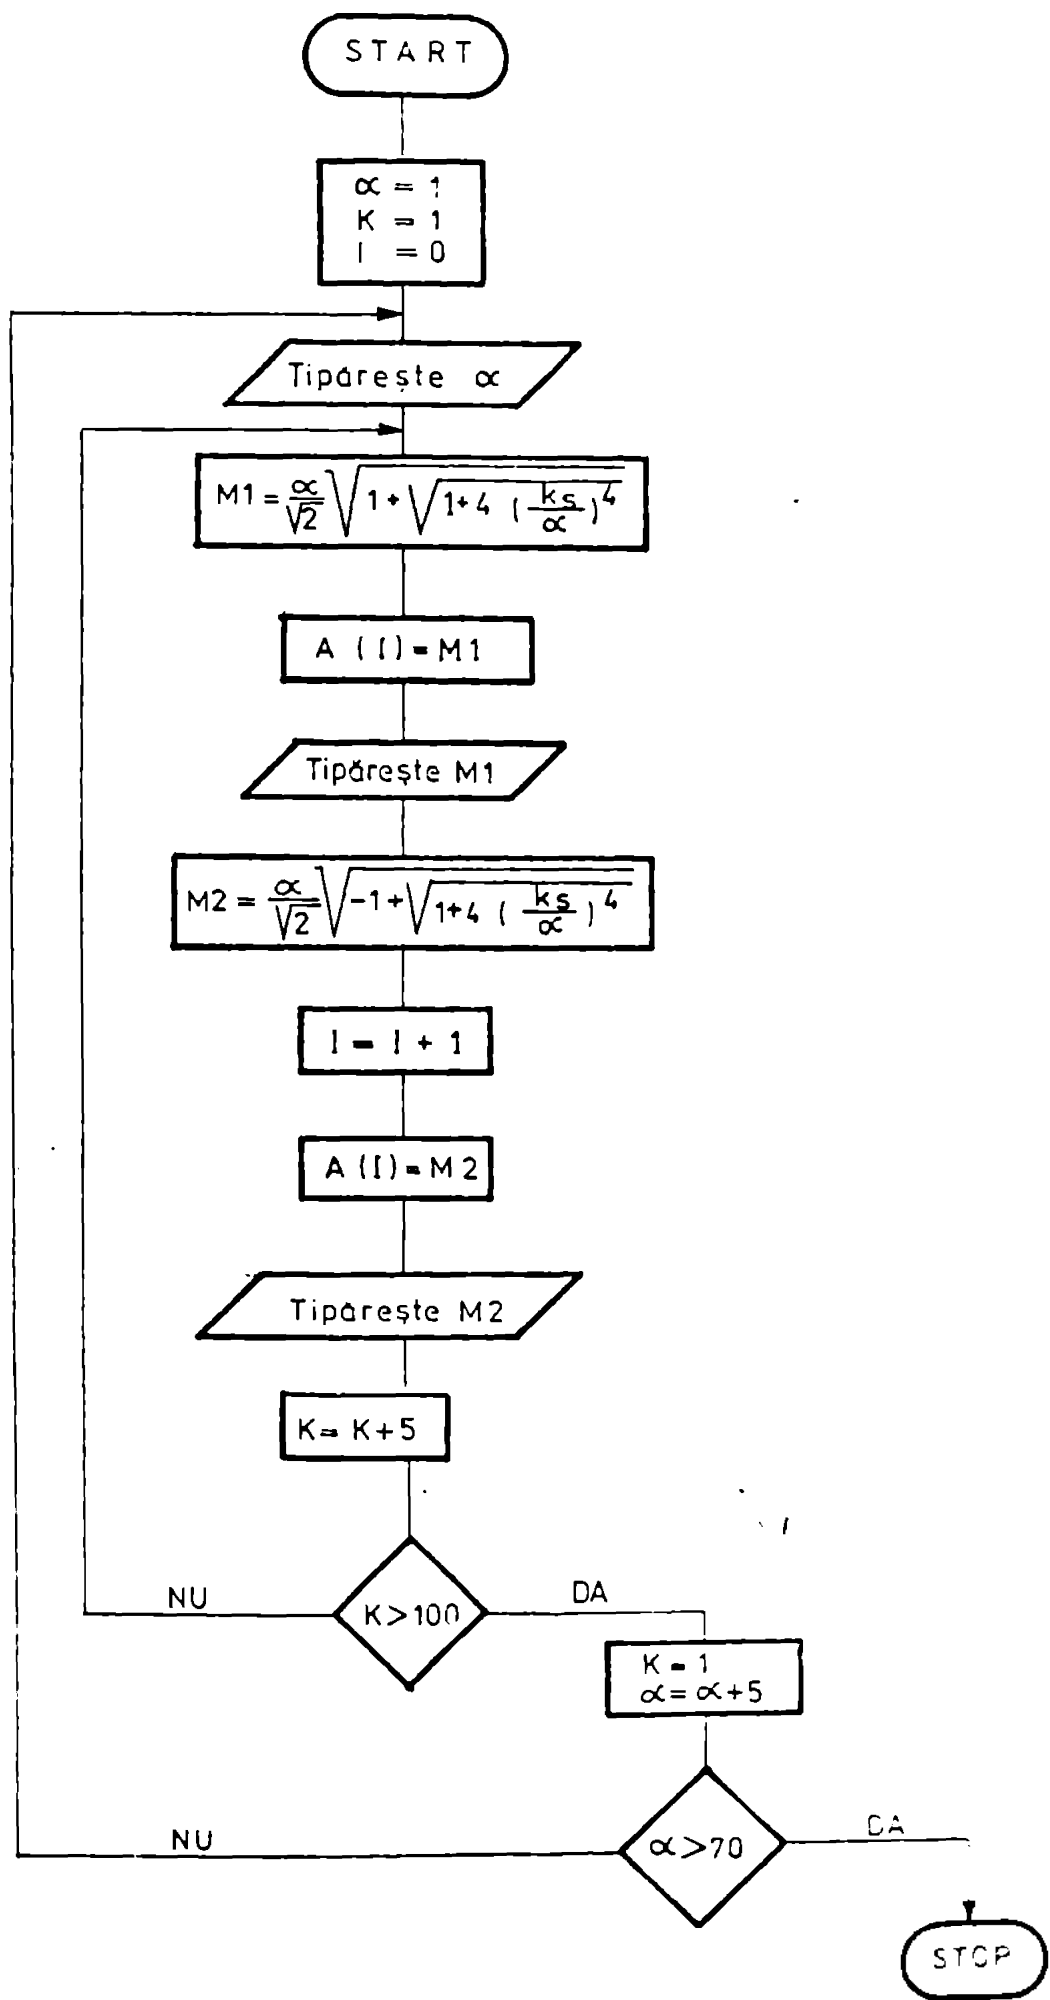 START
α = 1
K = 1
I = 0
Tipărește α
M1 = α/√2 √(1 + √(1+4 (ks/α)^4))
A (I) = M1
Tipărește M1
M2 = α/√2 √(-1 + √(1+4 (ks/α)^4))
I = I + 1
A (I) = M2
Tipărește M2
K = K + 5
NU
K > 100
DA
K = 1
α = α + 5
NU
α > 70
DA
STOP